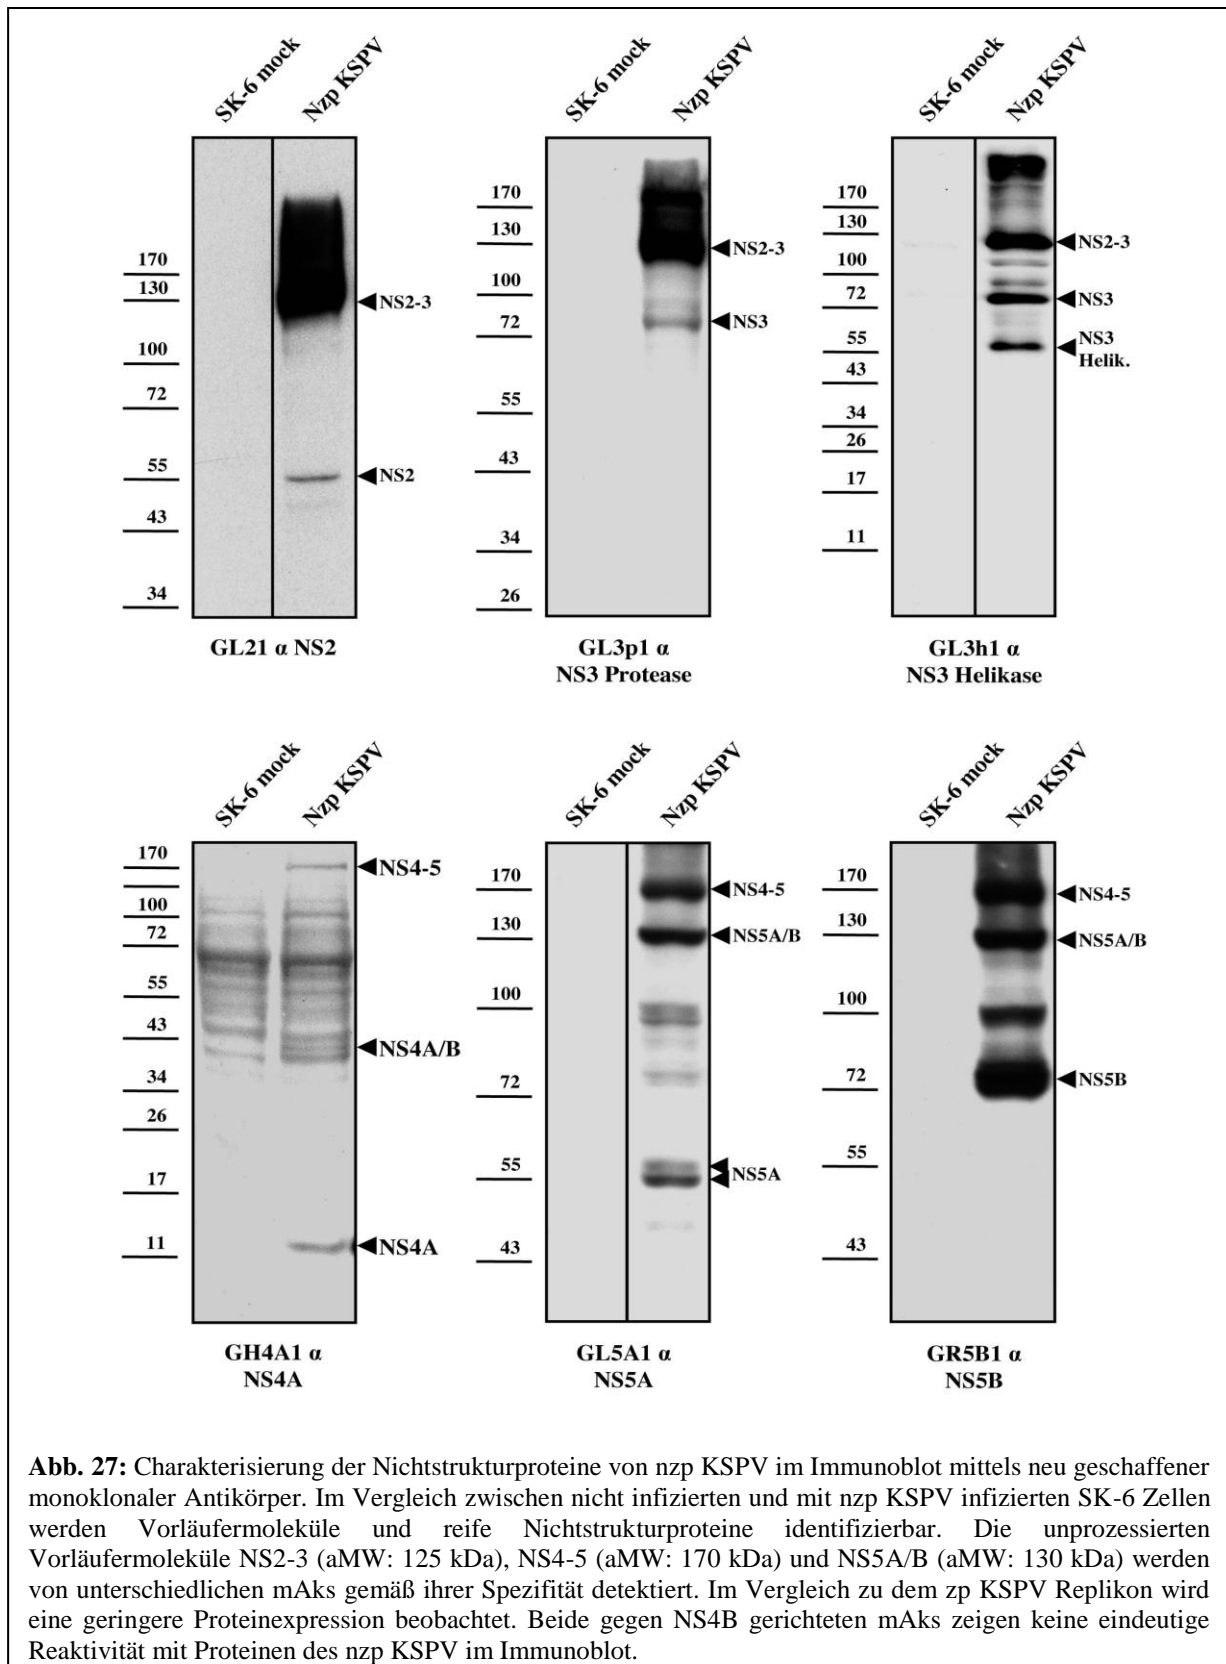 SK-6 mock
Nzp KSPV
170
130
100
72
55
43
34
NS2-3
NS2
GL21 α NS2
SK-6 mock
Nzp KSPV
170
130
100
72
55
43
34
26
NS2-3
NS3
GL3p1 α
NS3 Protease
SK-6 mock
Nzp KSPV
170
130
100
72
55
43
34
26
17
11
NS2-3
NS3
NS3
Helik.
GL3h1 α
NS3 Helikase
SK-6 mock
Nzp KSPV
170
100
72
55
43
34
26
17
11
NS4-5
NS4A/B
NS4A
GH4A1 α
NS4A
SK-6 mock
Nzp KSPV
170
130
100
72
55
43
NS4-5
NS5A/B
NS5A
GL5A1 α
NS5A
SK-6 mock
Nzp KSPV
170
130
100
72
55
43
NS4-5
NS5A/B
NS5B
GR5B1 α
NS5B
Abb. 27: Charakterisierung der Nichtstrukturproteine von nzp KSPV im Immunoblot mittels neu geschaffener
monoklonaler Antikörper. Im Vergleich zwischen nicht infizierten und mit nzp KSPV infizierten SK-6 Zellen
werden Vorläufermoleküle und reife Nichtstrukturproteine identifizierbar. Die unprozessierten
Vorläufermoleküle NS2-3 (aMW: 125 kDa), NS4-5 (aMW: 170 kDa) und NS5A/B (aMW: 130 kDa) werden
von unterschiedlichen mAks gemäß ihrer Spezifität detektiert. Im Vergleich zu dem zp KSPV Replikon wird
eine geringere Proteinexpression beobachtet. Beide gegen NS4B gerichteten mAks zeigen keine eindeutige
Reaktivität mit Proteinen des nzp KSPV im Immunoblot.